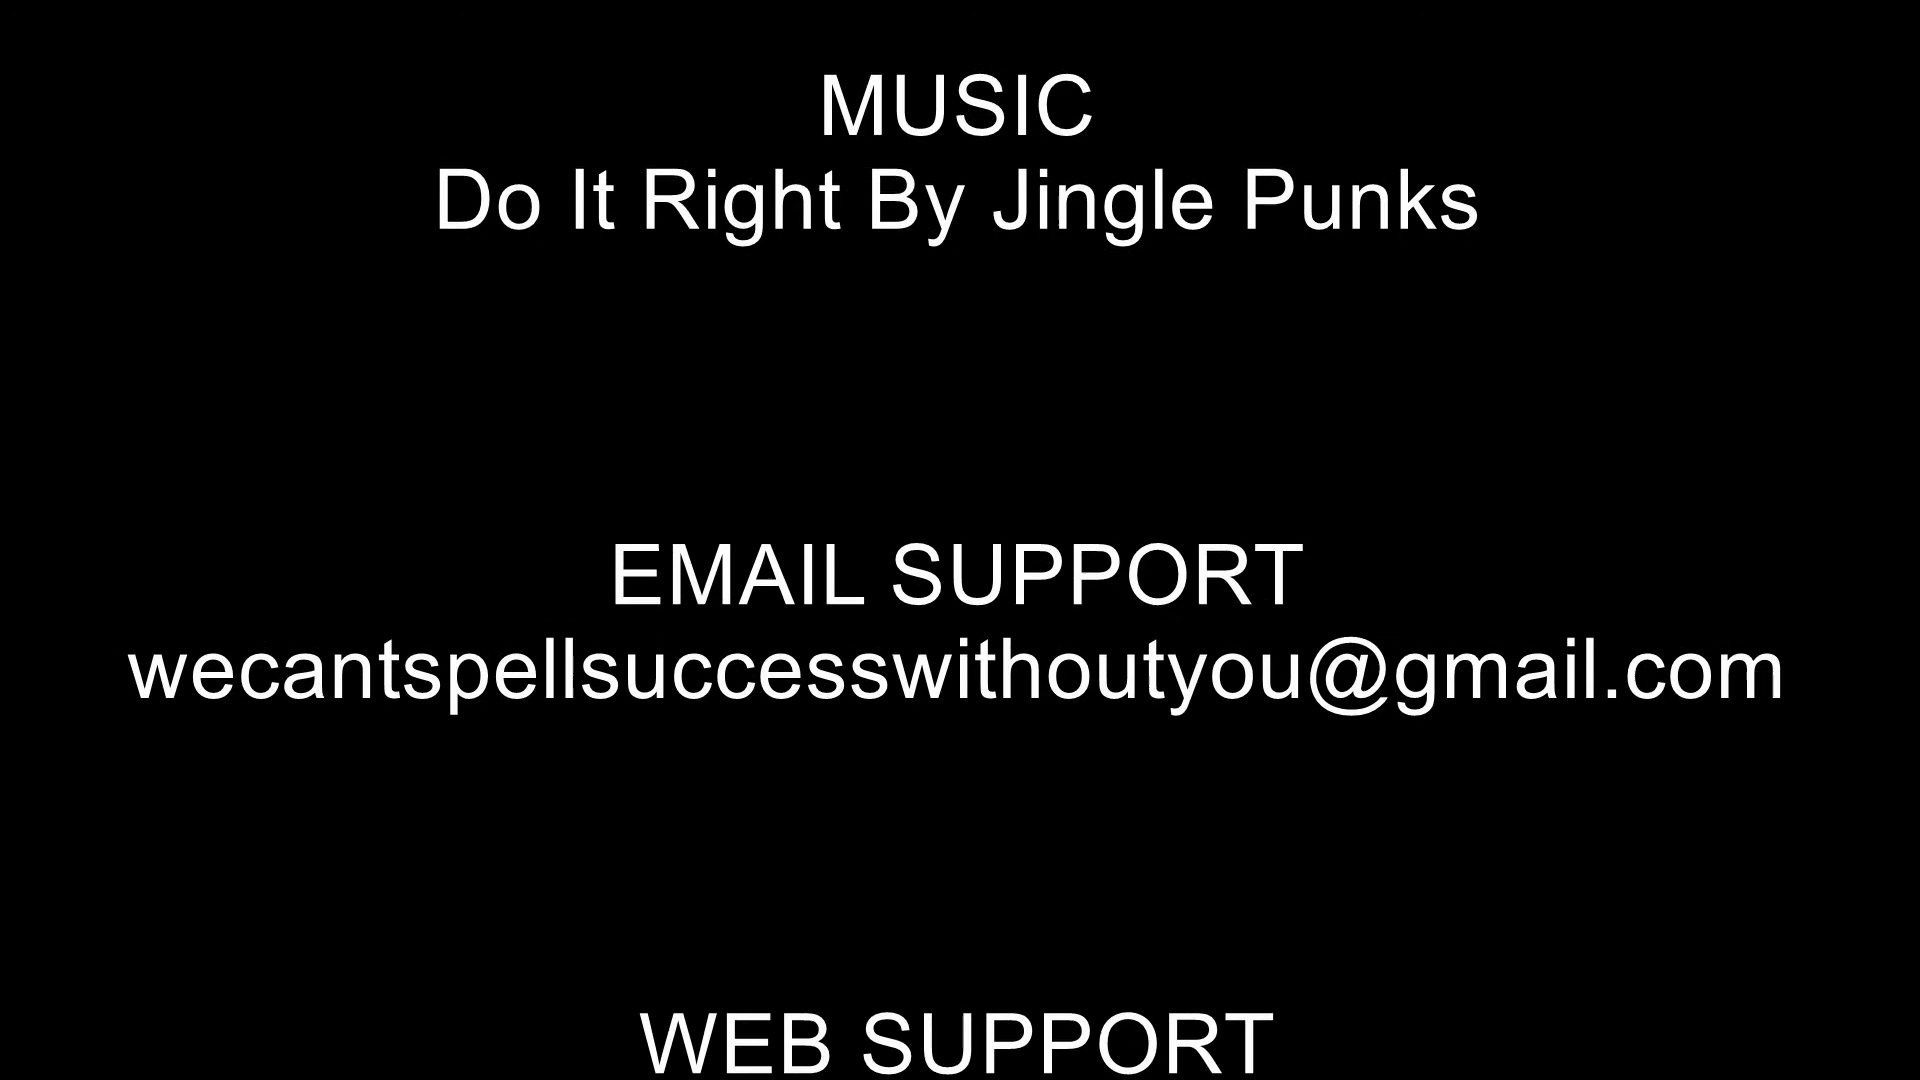 MUSIC
Do It Right By Jingle Punks
EMAIL SUPPORT
wecantspellsuccesswithoutyou@gmail.com
WEB SUPPORT